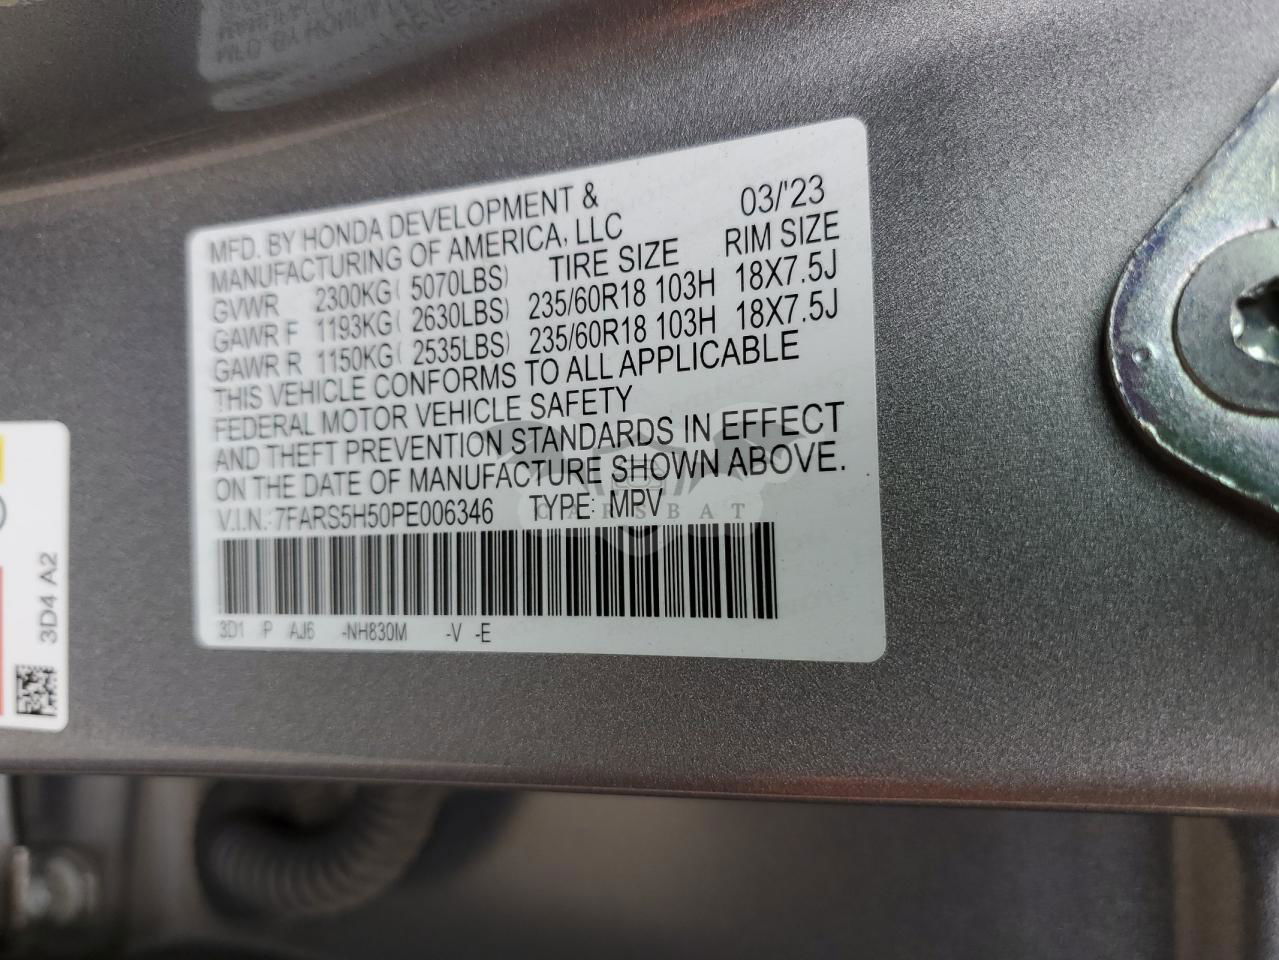 MFD. BY HONDA DEVELOPMENT & 03/'23
MANUFACTURING OF AMERICA, LLC RIM SIZE
GVWR 2300KG( 5070LBS) TIRE SIZE
GAWR F 1193KG( 2630LBS) 235/60R18 103H 18X7.5J
GAWR R 1150KG( 2535LBS) 235/60R18 103H 18X7.5J
THIS VEHICLE CONFORMS TO ALL APPLICABLE
FEDERAL MOTOR VEHICLE SAFETY
AND THEFT PREVENTION STANDARDS IN EFFECT
ON THE DATE OF MANUFACTURE SHOWN ABOVE.
V.I.N.:7FARS5H50PE006346 TYPE: MPV
CARSBAT
3D1 P AJ6 -NH830M -V -E
3D4 A2